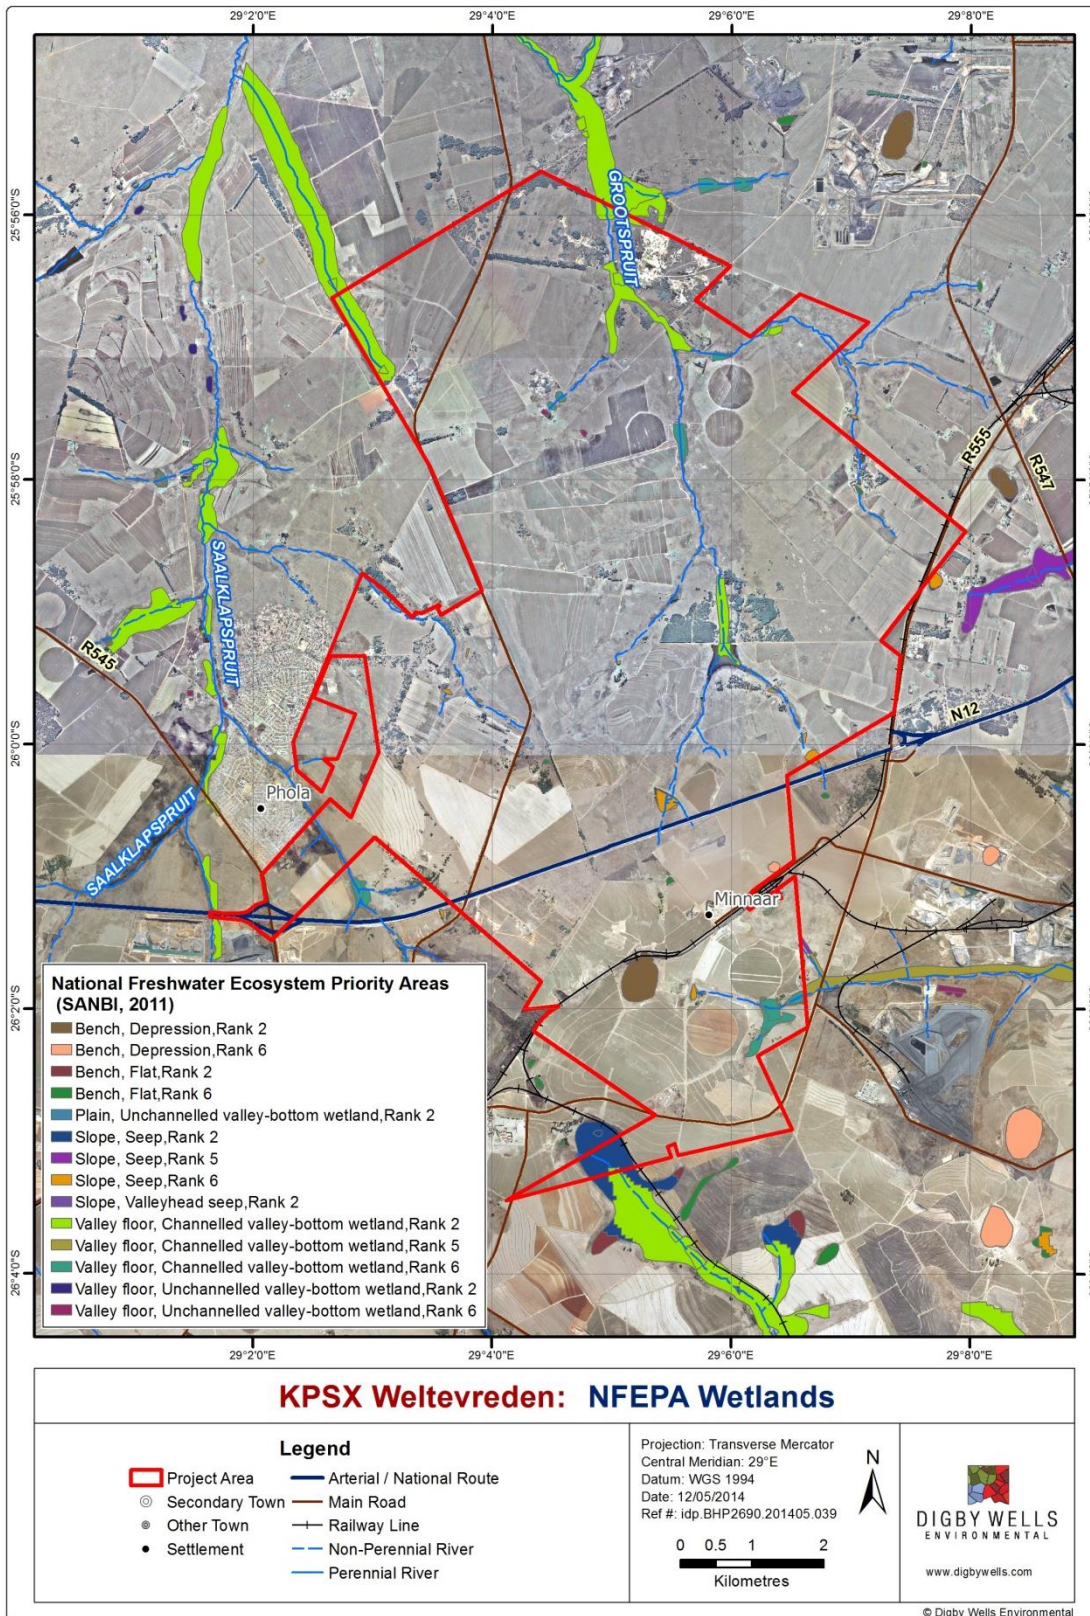 29°2'0"E 29°4'0"E 29°6'0"E 29°8'0"E
25°56'0"S
25°58'0"S
26°0'0"S
26°2'0"S
26°4'0"S
GROOTSPRUIT
R555
R547
SAALKLAPSPRUIT
R545
N12
Phola
SAALKLAPSPRUIT
Minnaar
National Freshwater Ecosystem Priority Areas
(SANBI, 2011)
Bench, Depression,Rank 2
Bench, Depression,Rank 6
Bench, Flat,Rank 2
Bench, Flat,Rank 6
Plain, Unchannelled valley-bottom wetland,Rank 2
Slope, Seep,Rank 2
Slope, Seep,Rank 5
Slope, Seep,Rank 6
Slope, Valleyhead seep,Rank 2
Valley floor, Channelled valley-bottom wetland,Rank 2
Valley floor, Channelled valley-bottom wetland,Rank 5
Valley floor, Channelled valley-bottom wetland,Rank 6
Valley floor, Unchannelled valley-bottom wetland,Rank 2
Valley floor, Unchannelled valley-bottom wetland,Rank 6
29°2'0"E 29°4'0"E 29°6'0"E 29°8'0"E
KPSX Weltevreden: NFEPA Wetlands
Legend
Project Area
Secondary Town
Other Town
Settlement
Arterial / National Route
Main Road
Railway Line
Non-Perennial River
Perennial River
Projection: Transverse Mercator
Central Meridian: 29°E
Datum: WGS 1994
Date: 12/05/2014
Ref #: idp.BHP2690.201405.039
N
0 0.5 1 2
Kilometres
DIGBY WELLS
ENVIRONMENTAL
www.digbywells.com
© Digby Wells Environmental